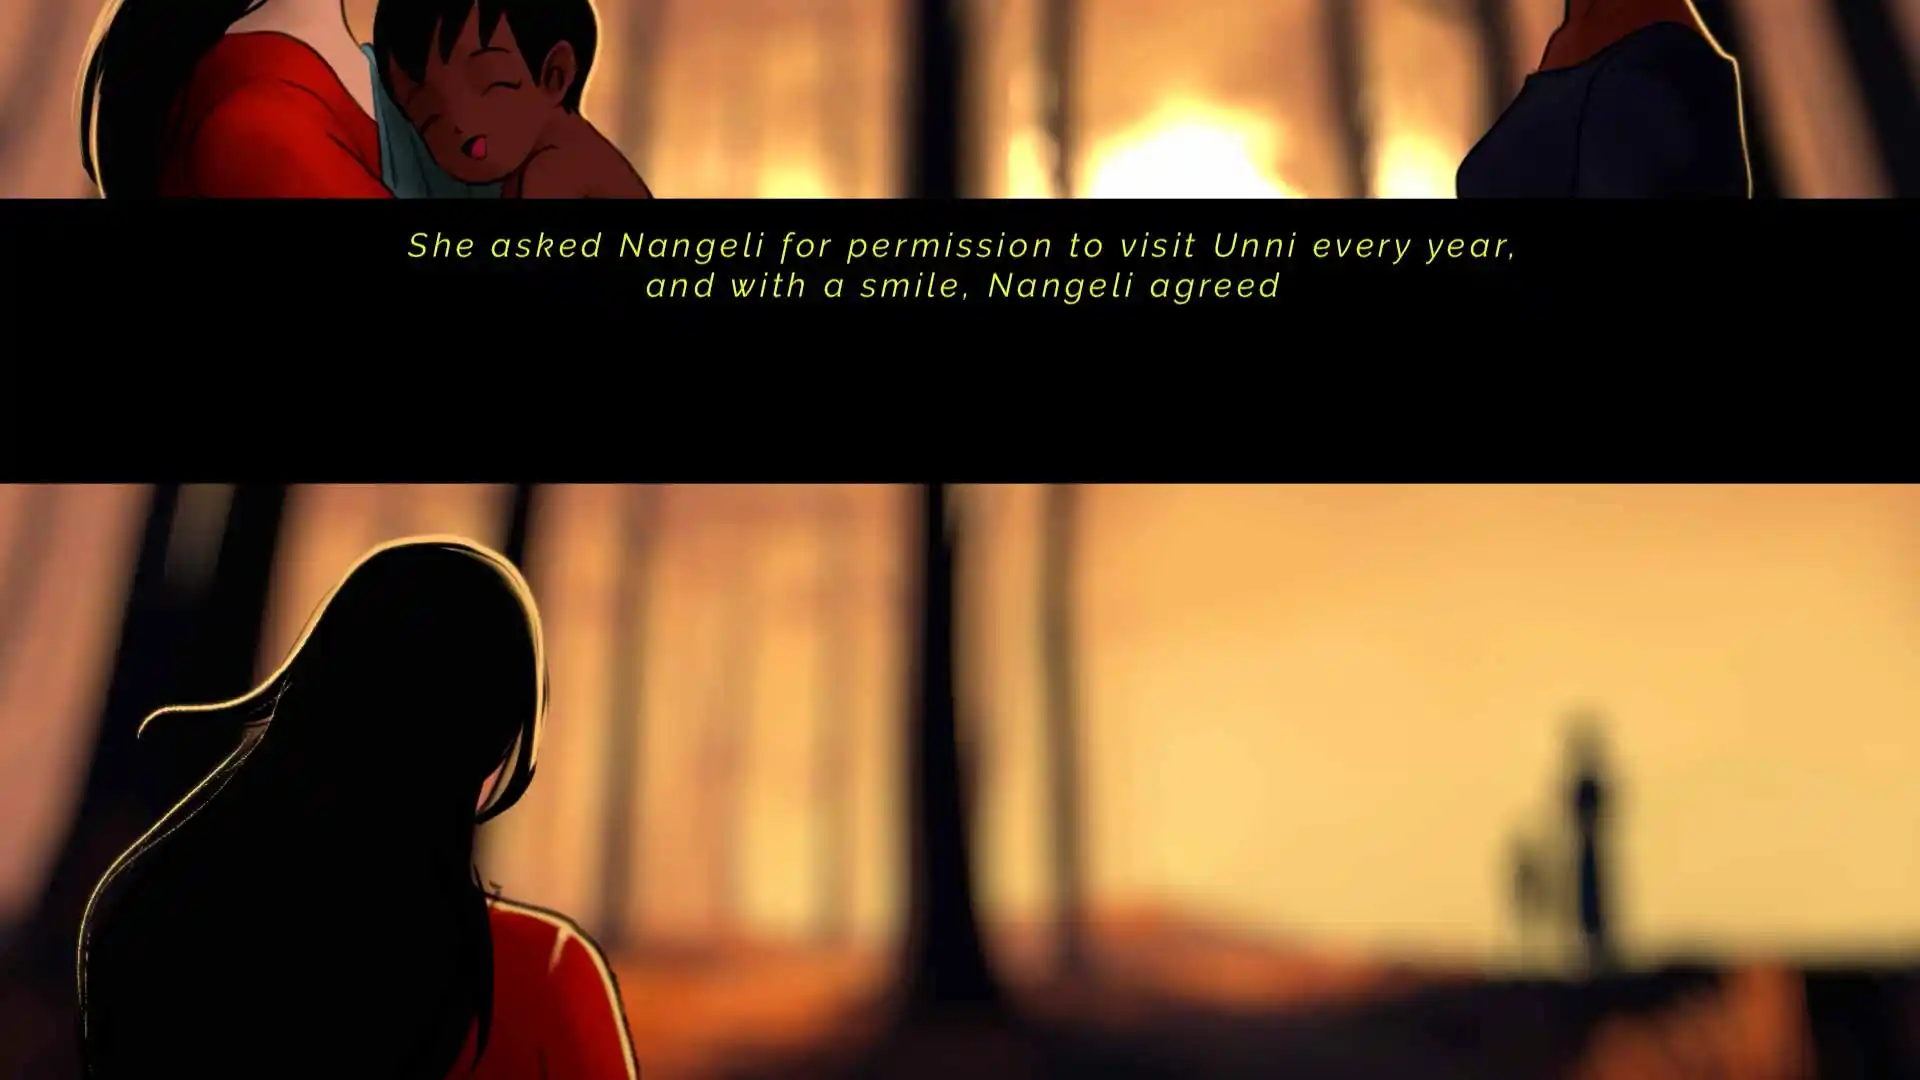 She asked Nangeli for permission to visit Unni every year,
and with a smile, Nangeli agreed